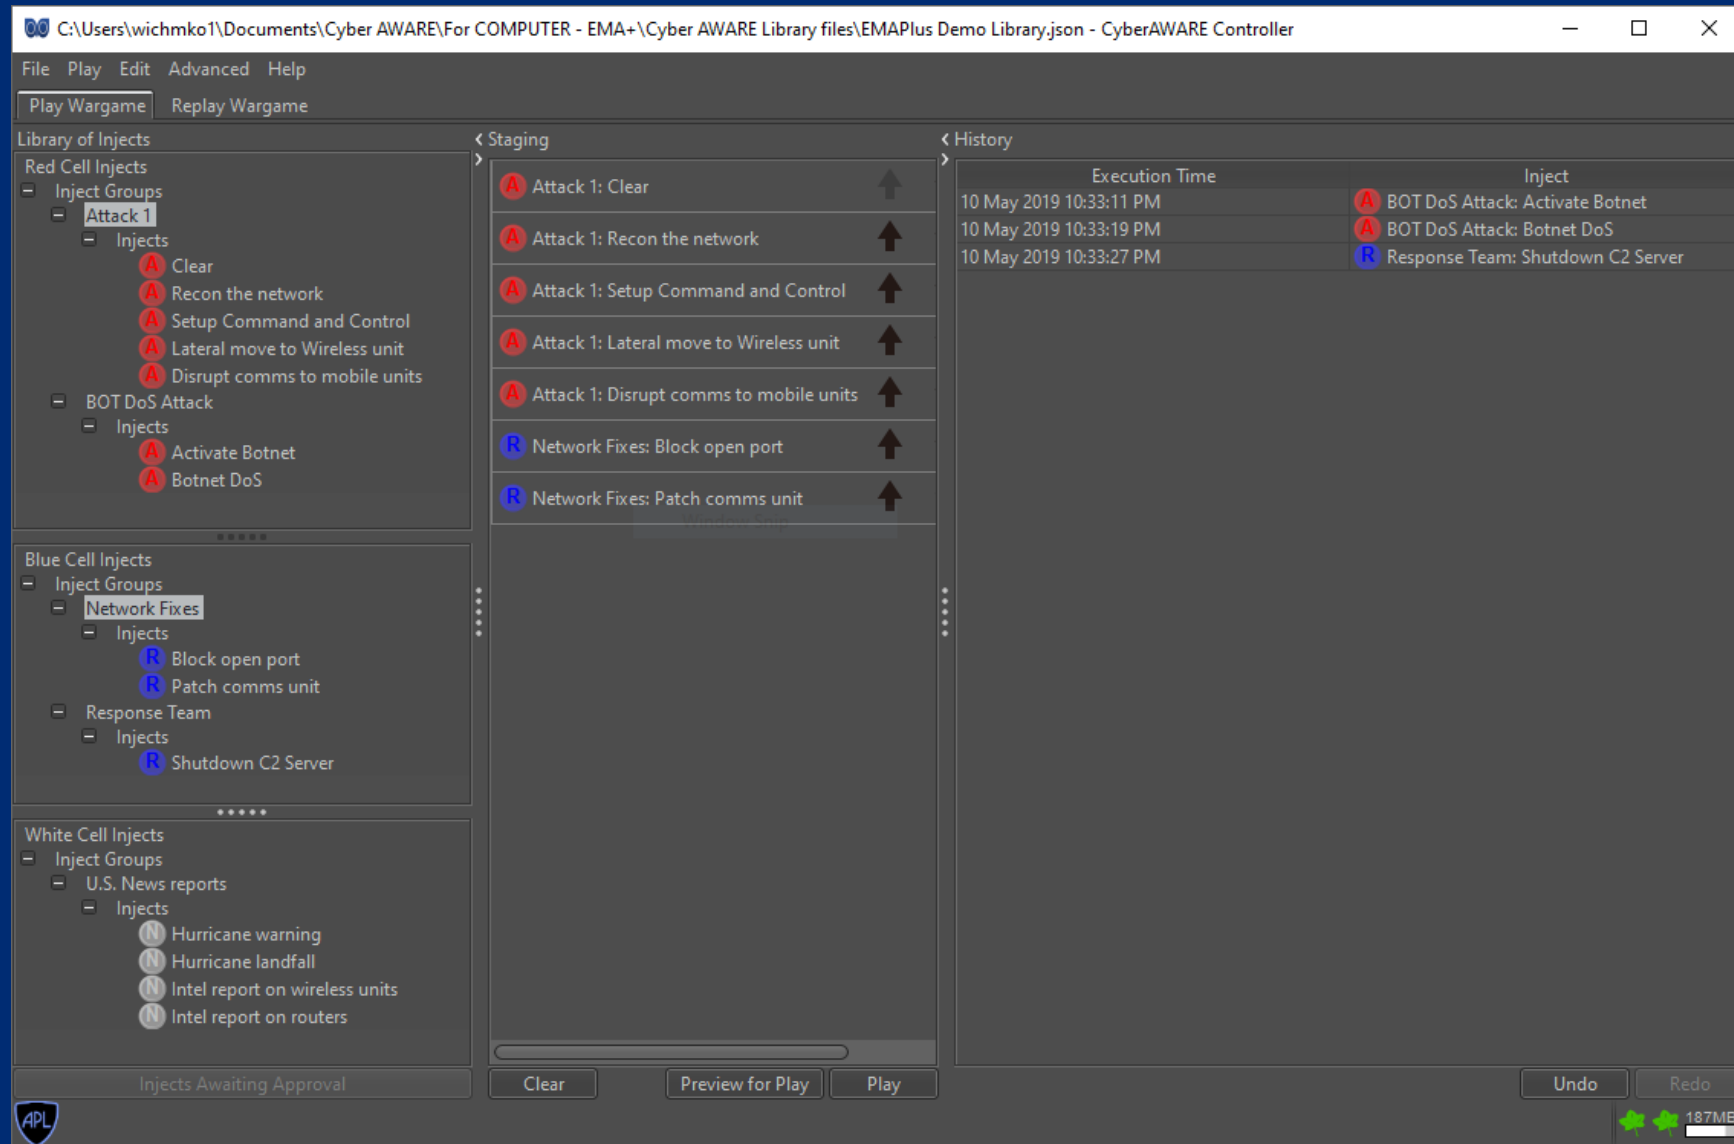 C:\Users\wichmko1\Documents\Cyber AWARE\For COMPUTER - EMA+\Cyber AWARE Library files\EMAPlus Demo Library.json - CyberAWARE Controller
File Play Edit Advanced Help
Play Wargame Replay Wargame
Library of Injects
Red Cell Injects
Inject Groups
Attack 1
Injects
A Clear
A Recon the network
A Setup Command and Control
A Lateral move to Wireless unit
A Disrupt comms to mobile units
BOT DoS Attack
Injects
A Activate Botnet
A Botnet DoS
Blue Cell Injects
Inject Groups
Network Fixes
Injects
R Block open port
R Patch comms unit
Response Team
Injects
R Shutdown C2 Server
White Cell Injects
Inject Groups
U.S. News reports
Injects
N Hurricane warning
N Hurricane landfall
N Intel report on wireless units
N Intel report on routers
Injects Awaiting Approval
Staging
A Attack 1: Clear
A Attack 1: Recon the network
A Attack 1: Setup Command and Control
A Attack 1: Lateral move to Wireless unit
A Attack 1: Disrupt comms to mobile units
R Network Fixes: Block open port
R Network Fixes: Patch comms unit
Window Snip
Clear Preview for Play Play
History
Execution Time Inject
10 May 2019 10:33:11 PM A BOT DoS Attack: Activate Botnet
10 May 2019 10:33:19 PM A BOT DoS Attack: Botnet DoS
10 May 2019 10:33:27 PM R Response Team: Shutdown C2 Server
Undo Redo
APL
187MB